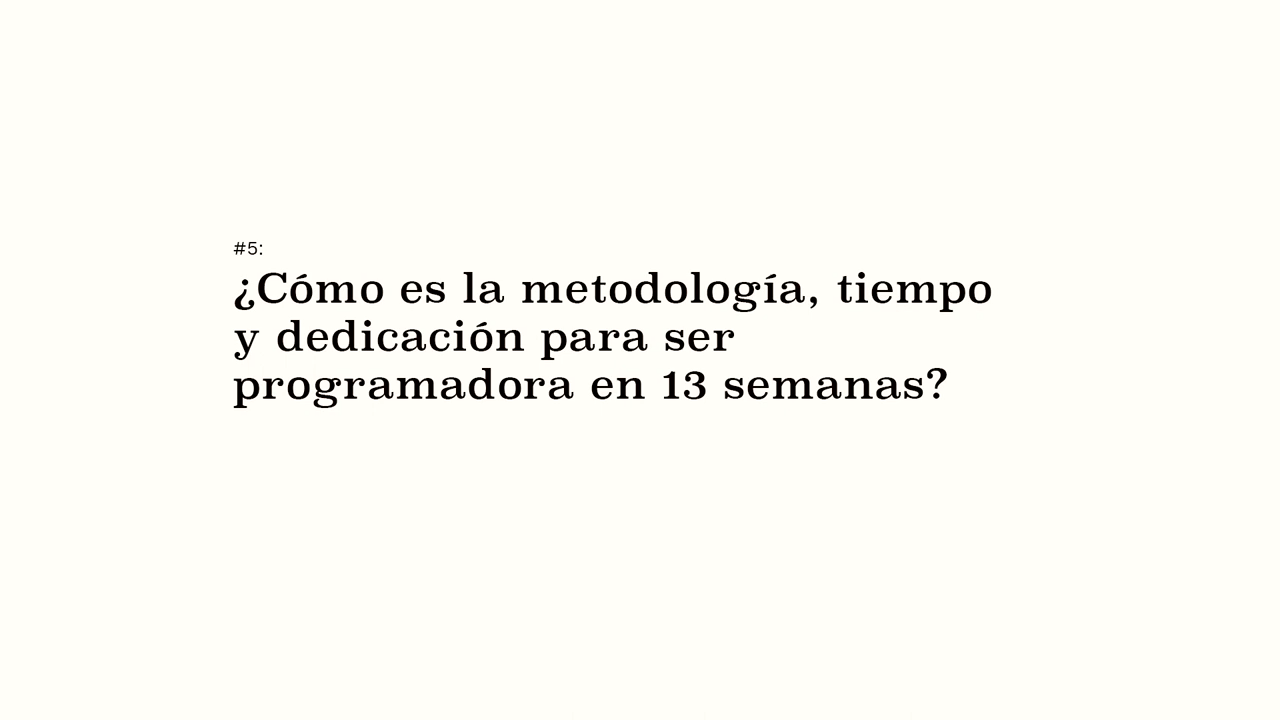 #5:
¿Cómo es la metodología, tiempo
y dedicación para ser
programadora en 13 semanas?